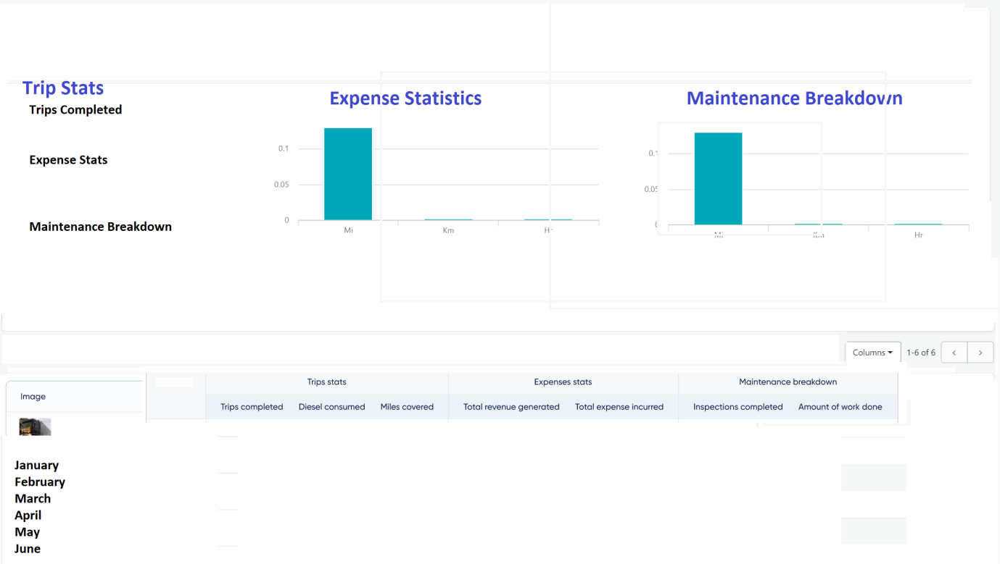 Trip Stats
Trips Completed
Expense Stats
Maintenance Breakdown
Expense Statistics
0.1
0.05
0
Mi
Km
Hr
Maintenance Breakdown
0.1
0.05
0
Mi
Km
Hr
Columns 1-6 of 6
Image
Trips stats Expenses stats Maintenance breakdown
Trips completed Diesel consumed Miles covered Total revenue generated Total expense incurred Inspections completed Amount of work done
January
February
March
April
May
June